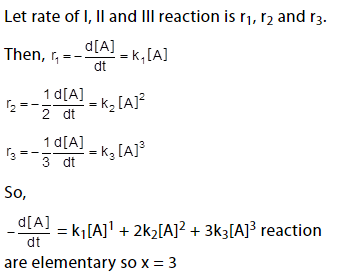 Let rate of I, II and III reaction is r₁, r₂ and r₃.
Then, r₁ = - d[A]/dt = k₁[A]
r₂ = - 1/2 d[A]/dt = k₂ [A]²
r₃ = - 1/3 d[A]/dt = k₃ [A]³
So,
- d[A]/dt = k₁[A]¹ + 2k₂[A]² + 3k₃[A]³ reaction
are elementary so x = 3